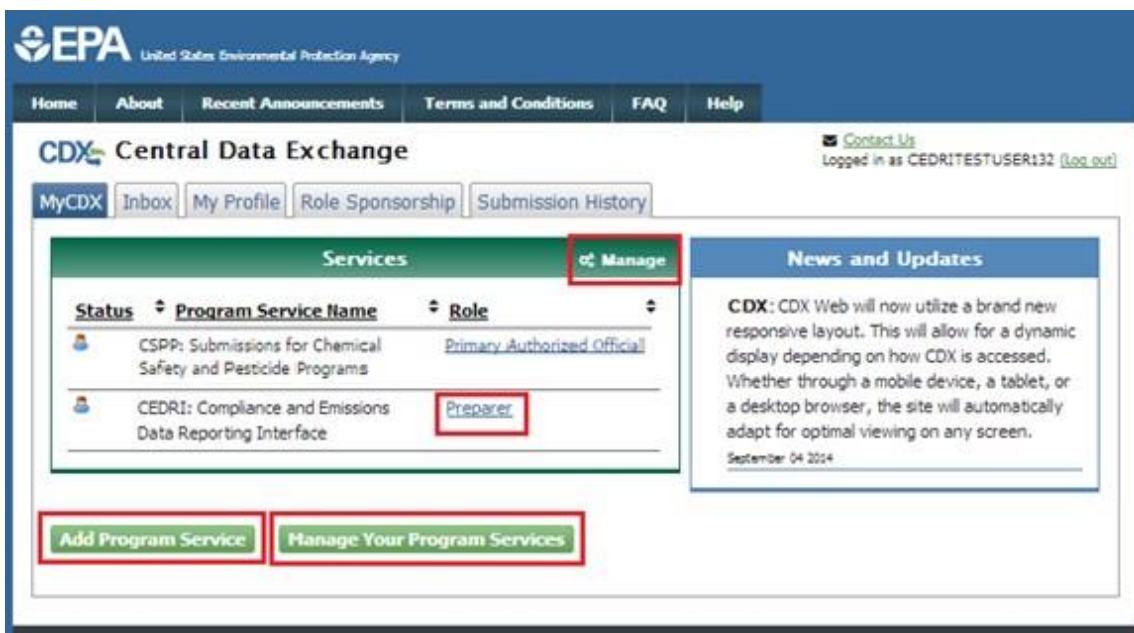 EPA United States Environmental Protection Agency
Home About Recent Announcements Terms and Conditions FAQ Help
CDX Central Data Exchange
Contact Us
Logged in as CEDRITESTUSER132 (Log out)
MyCDX Inbox My Profile Role Sponsorship Submission History
Services Manage
Status Program Service Name Role
CSPP: Submissions for Chemical Primary Authorized Official
Safety and Pesticide Programs
CEDRI: Compliance and Emissions Preparer
Data Reporting Interface
News and Updates
CDX: CDX Web will now utilize a brand new
responsive layout. This will allow for a dynamic
display depending on how CDX is accessed.
Whether through a mobile device, a tablet, or
a desktop browser, the site will automatically
adapt for optimal viewing on any screen.
September 04 2014
Add Program Service Manage Your Program Services